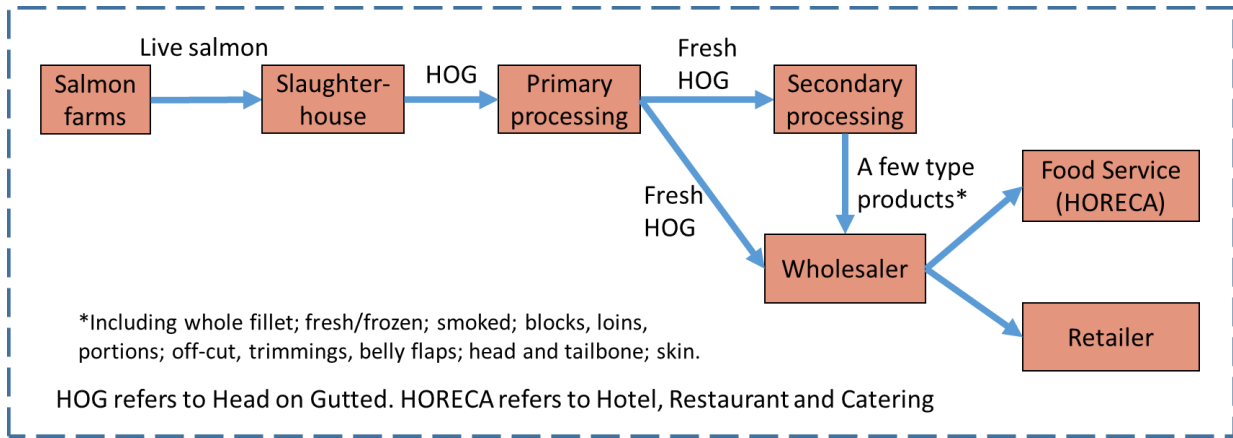 Live salmon
Salmon
farms
Slaughter-
house
HOG
Primary
processing
Fresh
HOG
Secondary
processing
Fresh
HOG
A few type
products*
Wholesaler
Food Service
(HORECA)
Retailer
*Including whole fillet; fresh/frozen; smoked; blocks, loins,
portions; off-cut, trimmings, belly flaps; head and tailbone; skin.
HOG refers to Head on Gutted. HORECA refers to Hotel, Restaurant and Catering